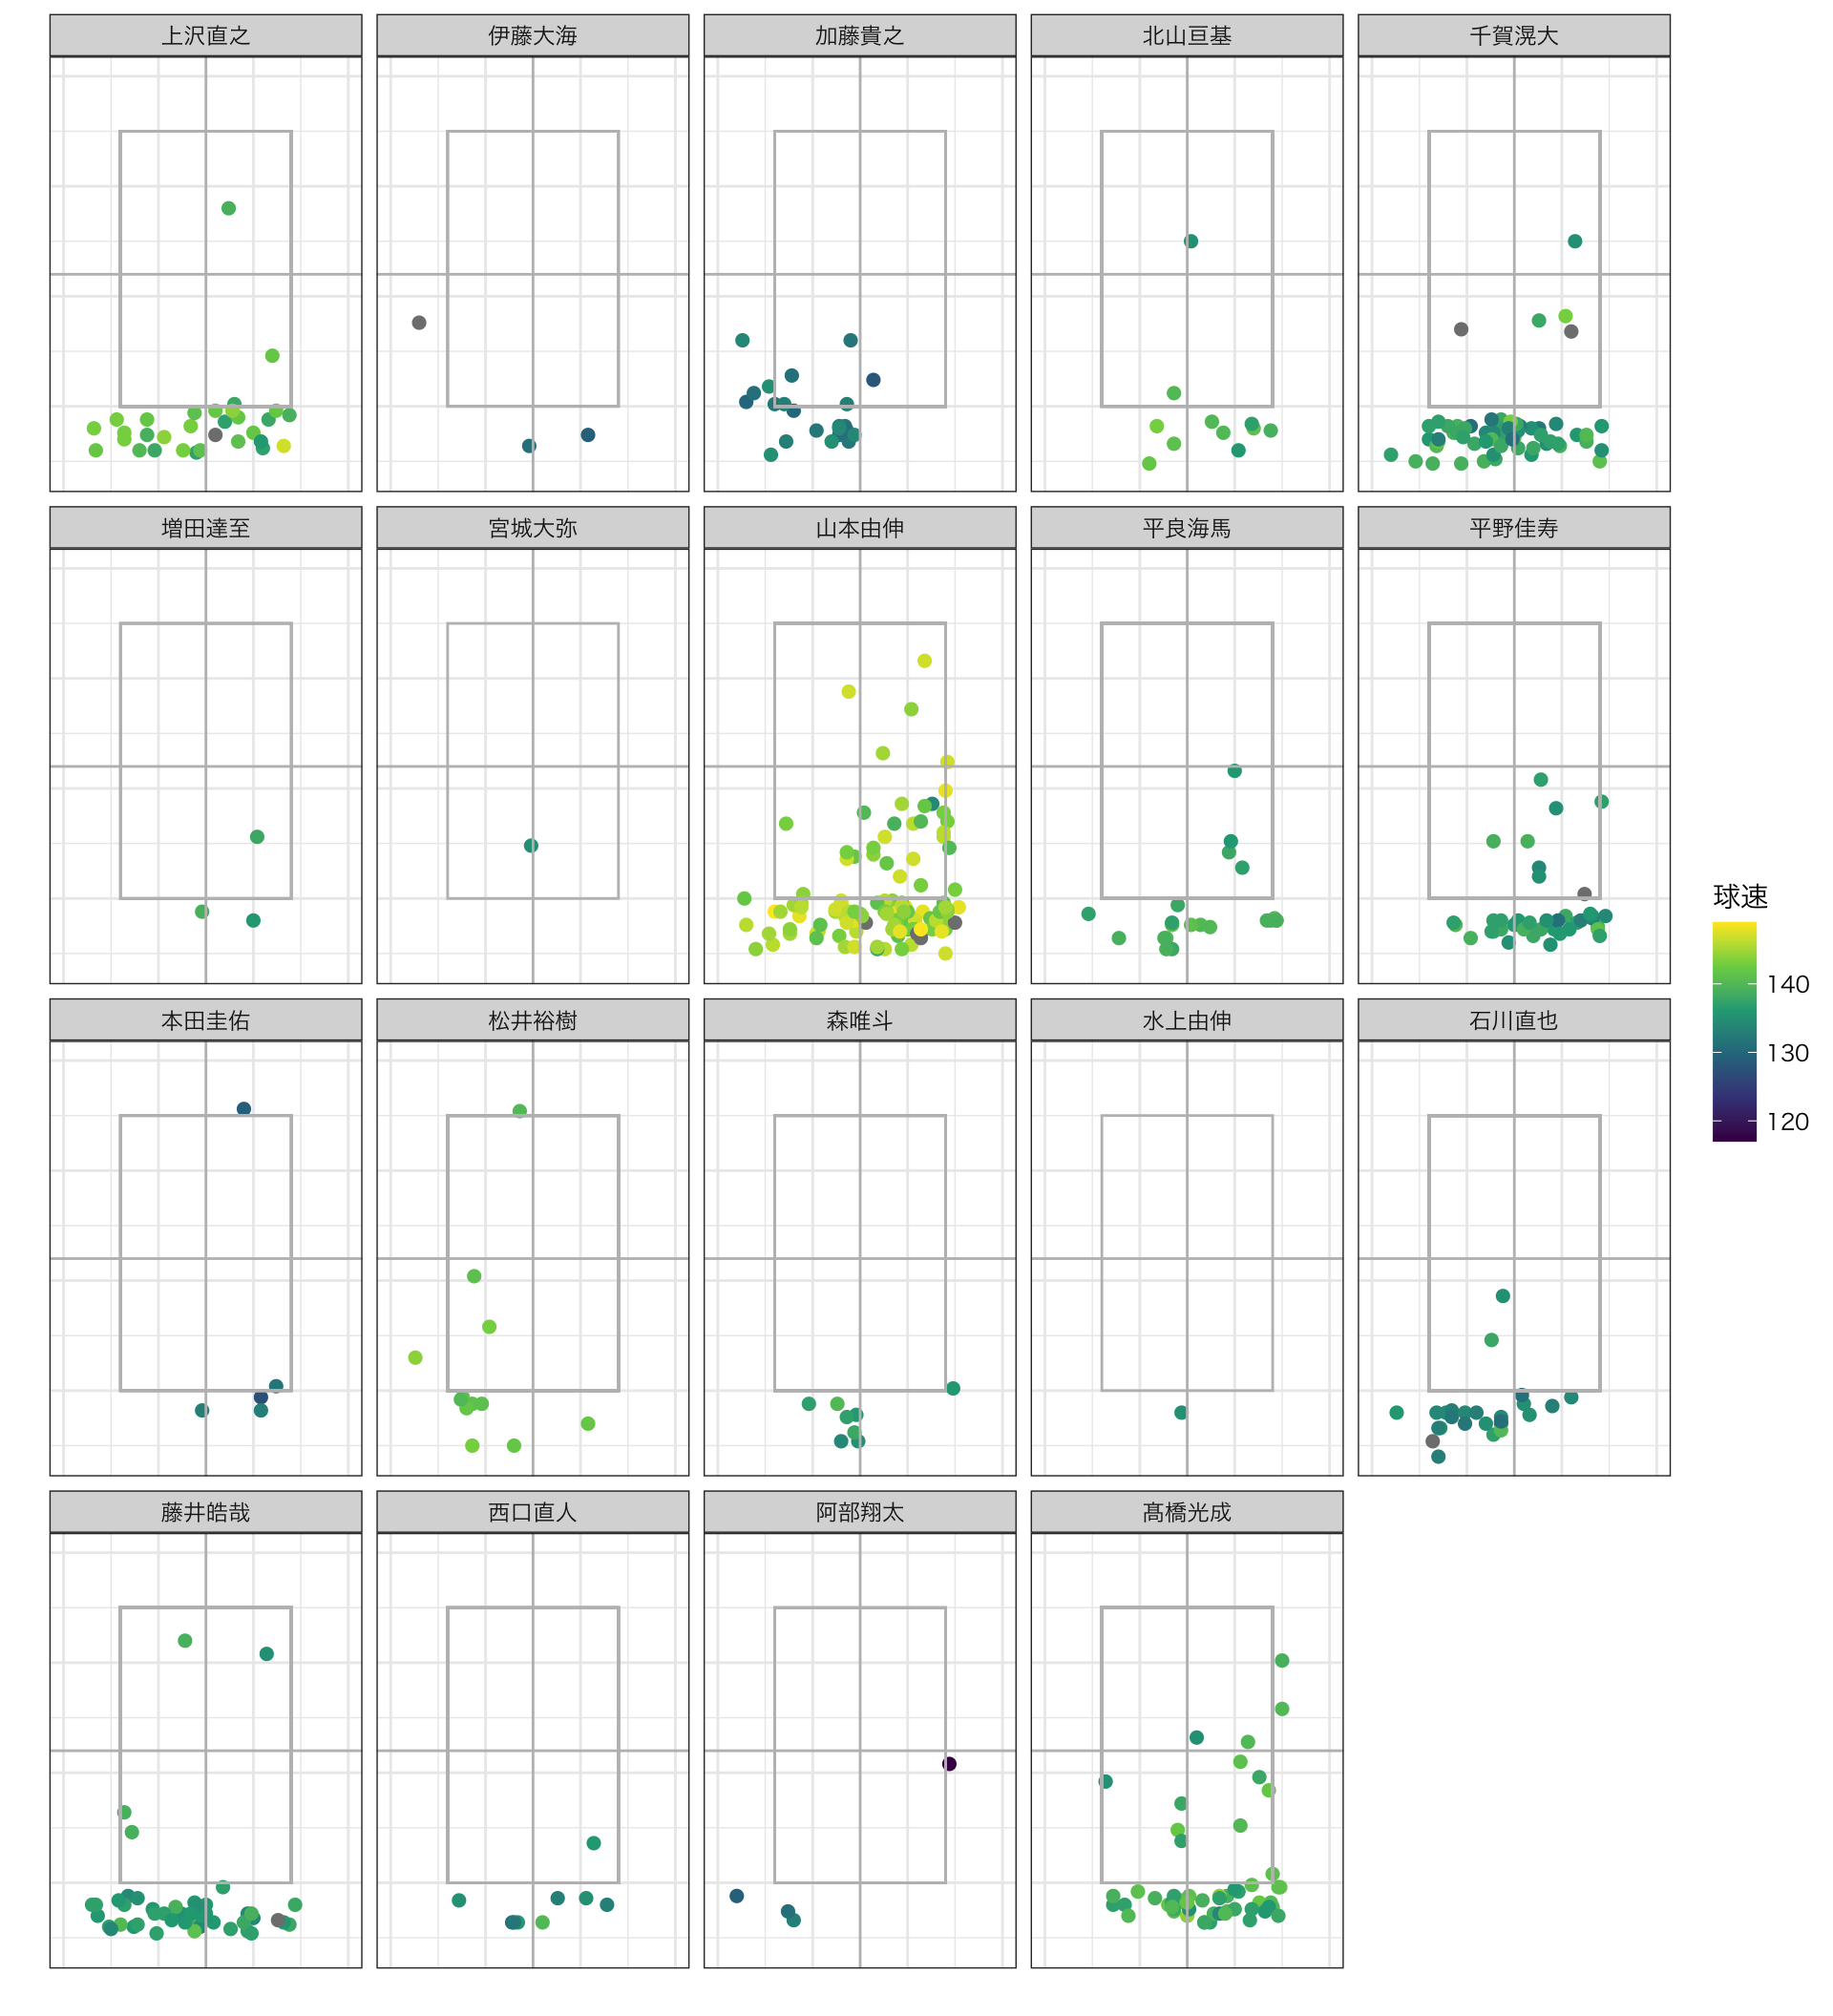 上沢直之
伊藤大海
加藤貴之
北山亘基
千賀滉大
増田達至
宮城大弥
山本由伸
平良海馬
平野佳寿
本田圭佑
松井裕樹
森唯斗
水上由伸
石川直也
藤井皓哉
西口直人
阿部翔太
髙橋光成
球速
140
130
120